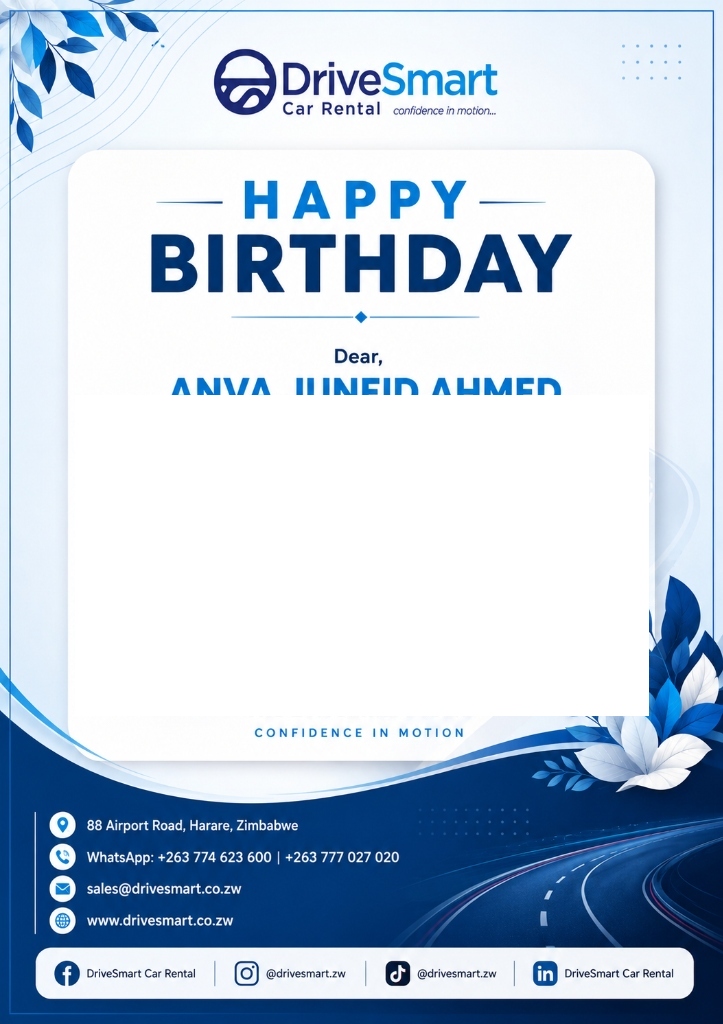 DriveSmart
Car Rental confidence in motion...
HAPPY
BIRTHDAY
Dear,
CONFIDENCE IN MOTION
88 Airport Road, Harare, Zimbabwe
WhatsApp: +263 774 623 600 | +263 777 027 020
sales@drivesmart.co.zw
www.drivesmart.co.zw
DriveSmart Car Rental
@drivesmart.zw
@drivesmart.zw
DriveSmart Car Rental